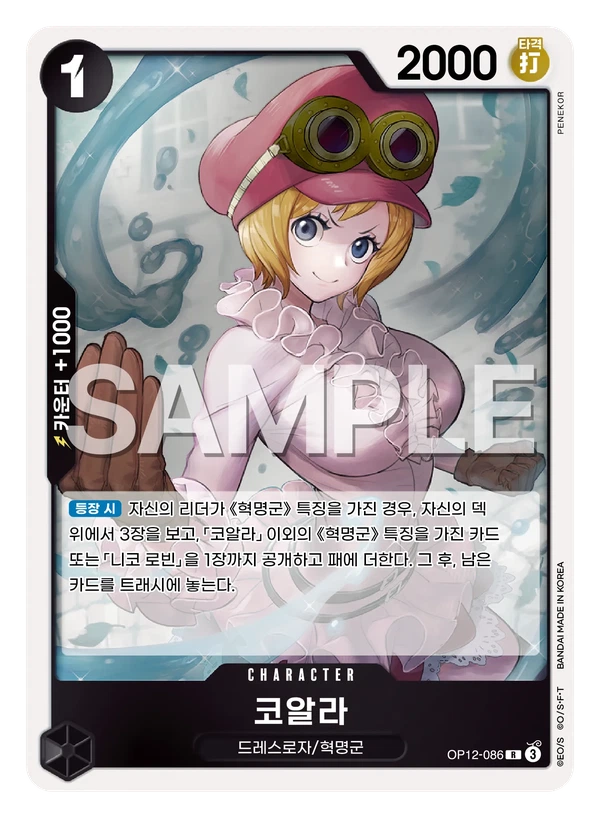 1
2000
타격
打
PENEKOR
카운터 +1000
SAMPLE
등장 시 자신의 리더가 《혁명군》 특징을 가진 경우, 자신의 덱
위에서 3장을 보고, 「코알라」 이외의 《혁명군》 특징을 가진 카드
또는 「니코 로빈」을 1장까지 공개하고 패에 더한다. 그 후, 남은
카드를 트래시에 놓는다.
CHARACTER
코알라
드레스로자/혁명군
OP12-086 R 3
©EO/S ©O/S·F·T BANDAI MADE IN KOREA